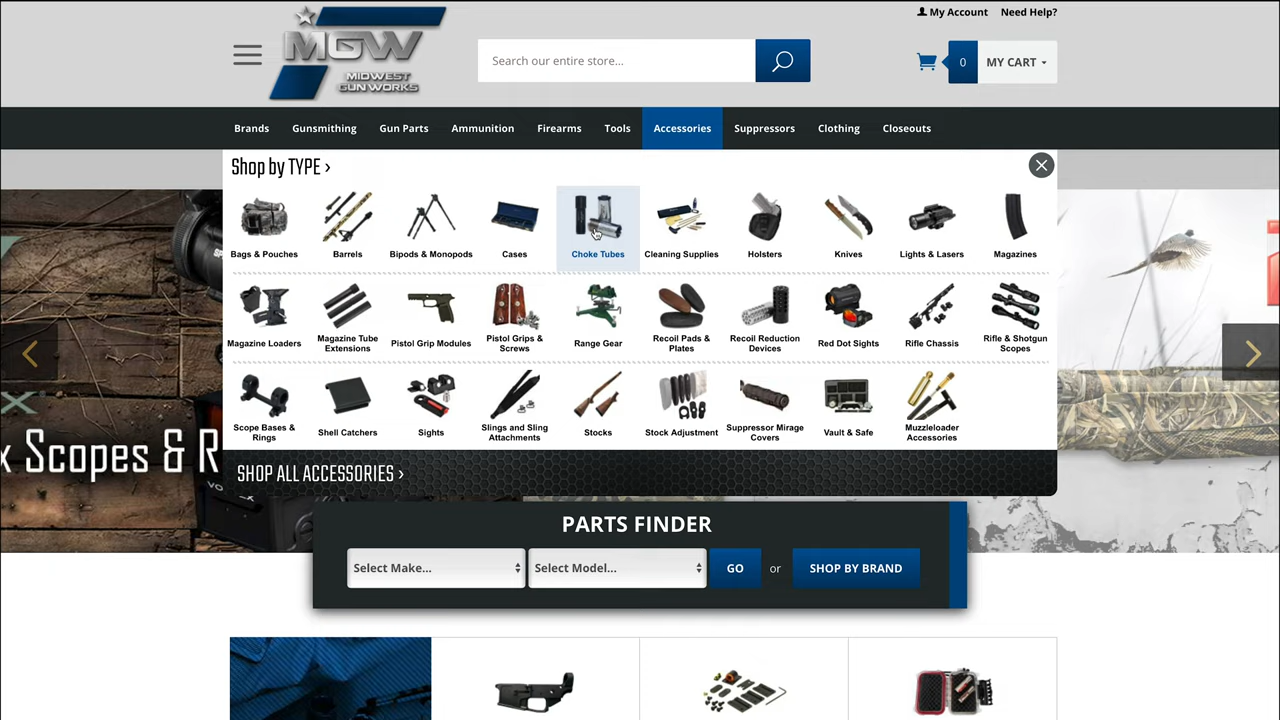 My Account Need Help?
MGW
MIDWEST
GUN WORKS
Search our entire store...
0 MY CART
Brands Gunsmithing Gun Parts Ammunition Firearms Tools Accessories Suppressors Clothing Closeouts
Shop by TYPE ›
Bags & Pouches Barrels Bipods & Monopods Cases Choke Tubes Cleaning Supplies Holsters Knives Lights & Lasers Magazines
Magazine Loaders
Magazine Tube
Extensions
Pistol Grip Modules
Pistol Grips &
Screws
Range Gear
Recoil Pads &
Plates
Recoil Reduction
Devices
Red Dot Sights
Rifle Chassis
Rifle & Shotgun
Scopes
Scope Bases &
Rings
Shell Catchers
Sights
Slings and Sling
Attachments
Stocks
Stock Adjustment
Suppressor Mirage
Covers
Vault & Safe
Muzzleloader
Accessories
x Scopes & R
SHOP ALL ACCESSORIES ›
PARTS FINDER
Select Make... Select Model... GO or SHOP BY BRAND